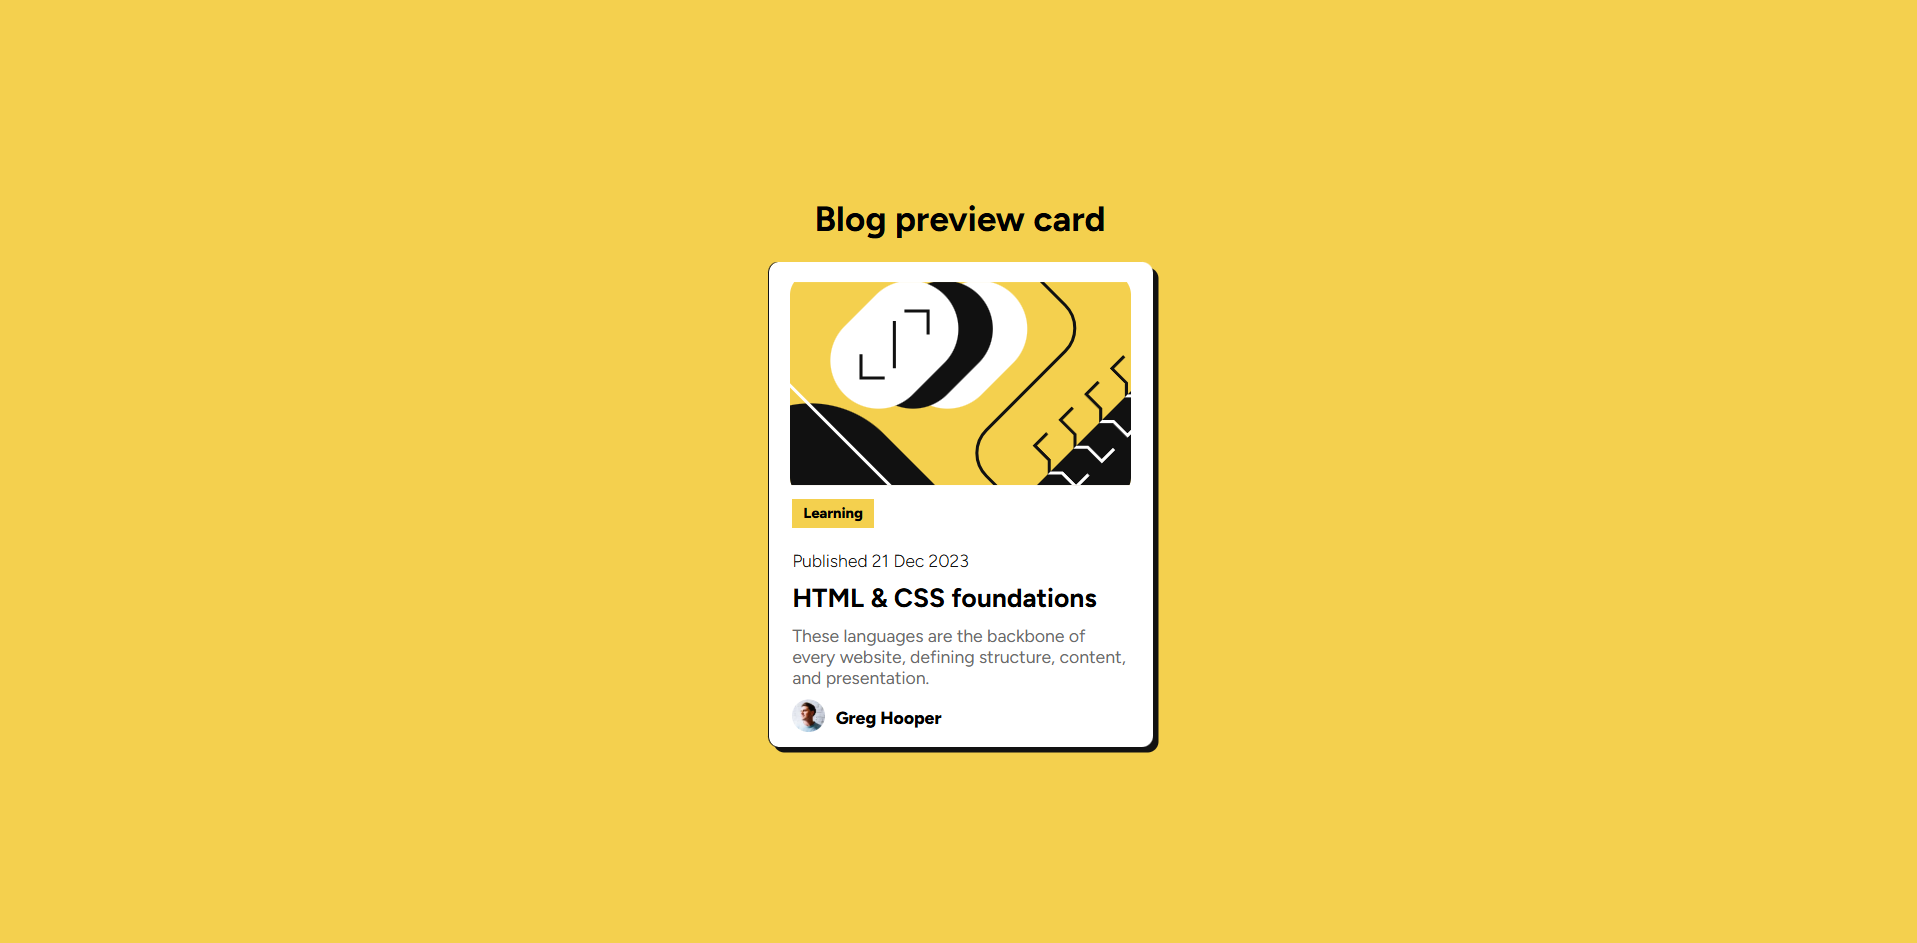 Blog preview card
Learning
Published 21 Dec 2023
HTML & CSS foundations
These languages are the backbone of
every website, defining structure, content,
and presentation.
Greg Hooper